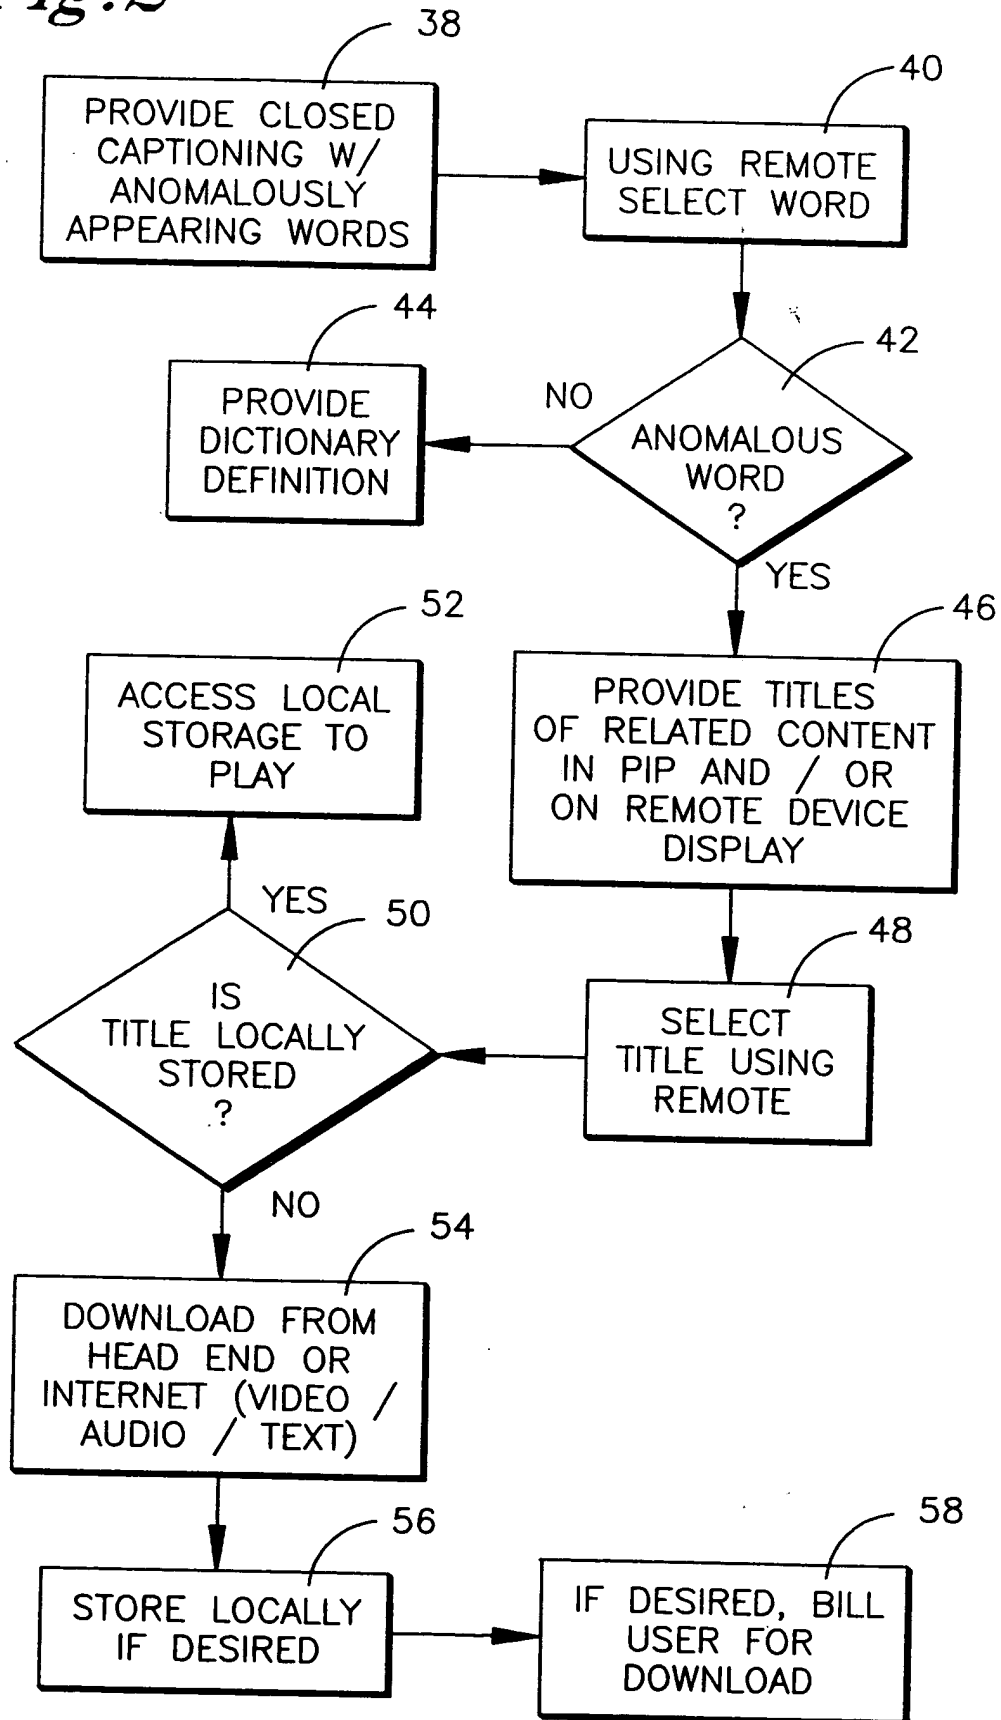 Fig. 2
38
PROVIDE CLOSED
CAPTIONING W/
ANOMALOUSLY
APPEARING WORDS
40
USING REMOTE
SELECT WORD
42
ANOMALOUS
WORD
?
NO
44
PROVIDE
DICTIONARY
DEFINITION
YES
46
PROVIDE TITLES
OF RELATED CONTENT
IN PIP AND / OR
ON REMOTE DEVICE
DISPLAY
48
SELECT
TITLE USING
REMOTE
50
IS
TITLE LOCALLY
STORED
?
YES
52
ACCESS LOCAL
STORAGE TO
PLAY
NO
54
DOWNLOAD FROM
HEAD END OR
INTERNET (VIDEO /
AUDIO / TEXT)
56
STORE LOCALLY
IF DESIRED
58
IF DESIRED, BILL
USER FOR
DOWNLOAD